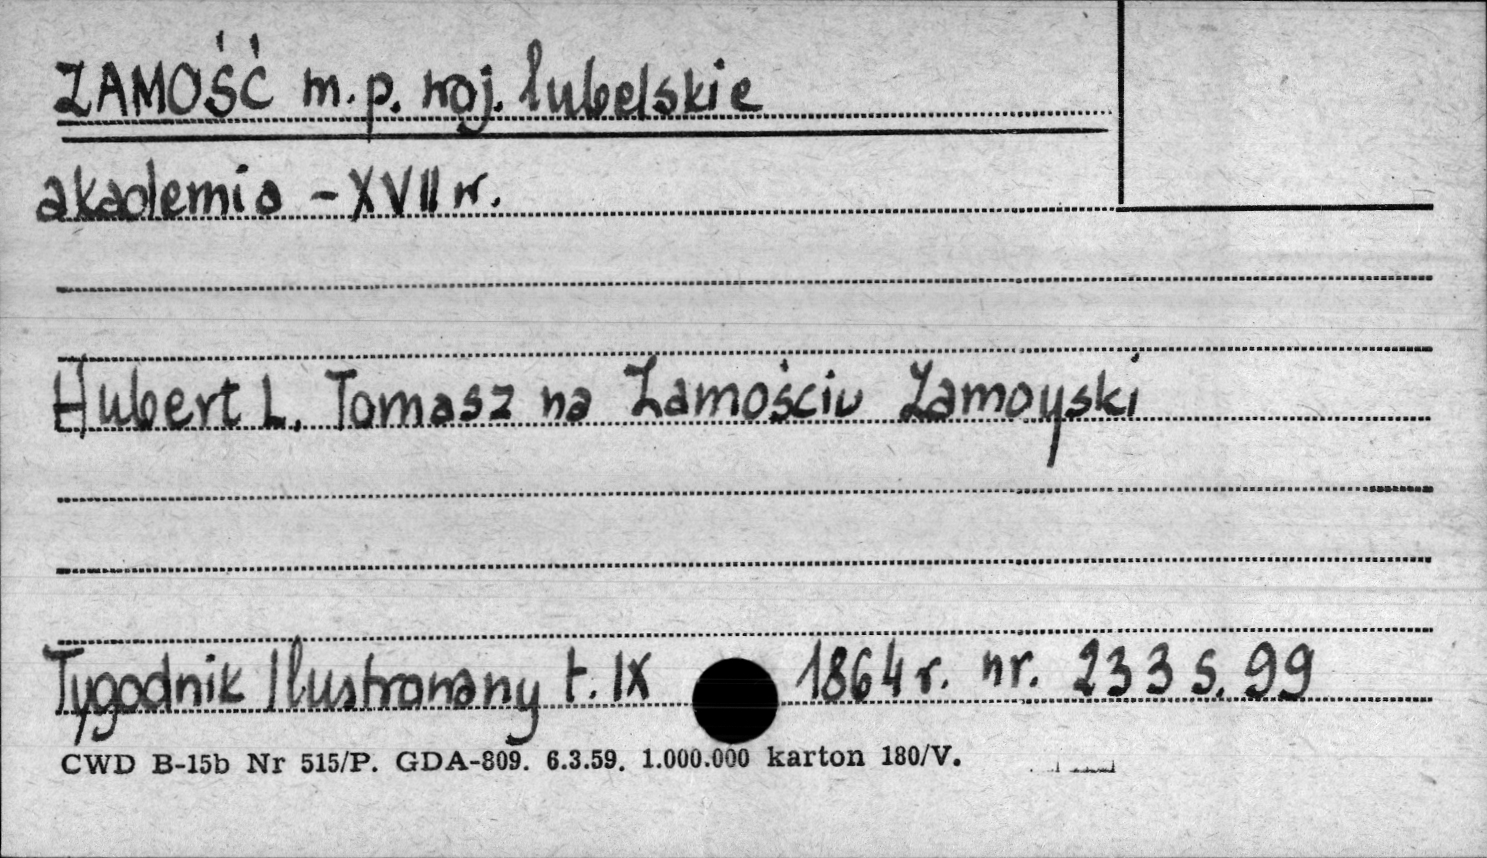 ZAMOŚĆ m.p. woj. lubelskie
akademia - XVII w.
Hubert L. Tomasz na Zamościu Zamoyski
Tygodnik Ilustrowany t. IX 1864 r. nr. 233 s. 99
CWD B-15b Nr 515/P. GDA-809. 6.3.59. 1.000.000 karton 180/V.